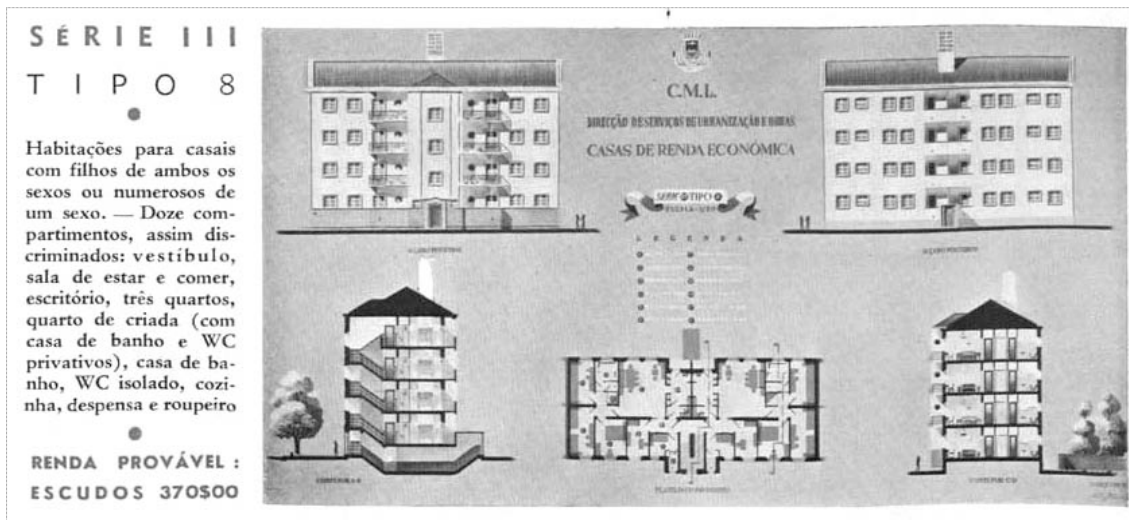 SÉRIE III
TIPO 8
Habitações para casais
com filhos de ambos os
sexos ou numerosos de
um sexo. — Doze com-
partimentos, assim dis-
criminados: vestíbulo,
sala de estar e comer,
escritório, três quartos,
quarto de criada (com
casa de banho e WC
privativos), casa de ba-
nho, WC isolado, cozi-
nha, despensa e roupeiro
RENDA PROVÁVEL :
ESCUDOS 370$00
C.M.L.
DIRECÇÃO DE SERVIÇOS DE URBANIZAÇÃO E OBRAS
CASAS DE RENDA ECONÓMICA
SÉRIE TIPO
LEGENDA